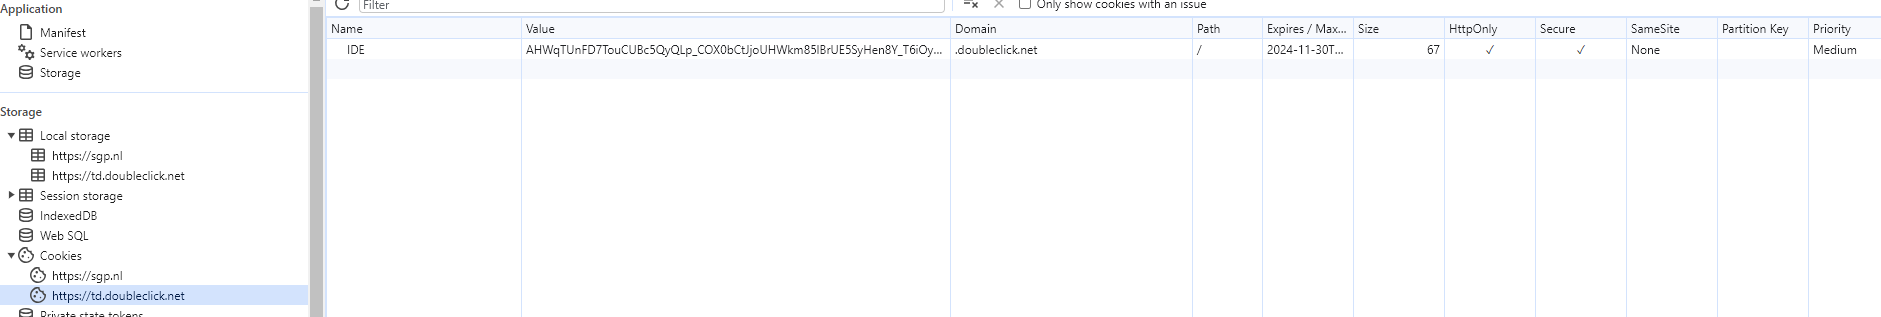 Application
Manifest
Service workers
Storage
Storage
Local storage
https://sgp.nl
https://td.doubleclick.net
Session storage
IndexedDB
Web SQL
Cookies
https://sgp.nl
https://td.doubleclick.net
Private state tokens
Filter
Only show cookies with an issue
Name Value Domain Path Expires / Max... Size HttpOnly Secure SameSite Partition Key Priority
IDE AHWqTUnFD7TouCUBc5QyQLp_COX0bCtJjoUHWkm85lBrUE5SyHen8Y_T6iOy... .doubleclick.net / 2024-11-30T... 67 ✓ ✓ None Medium